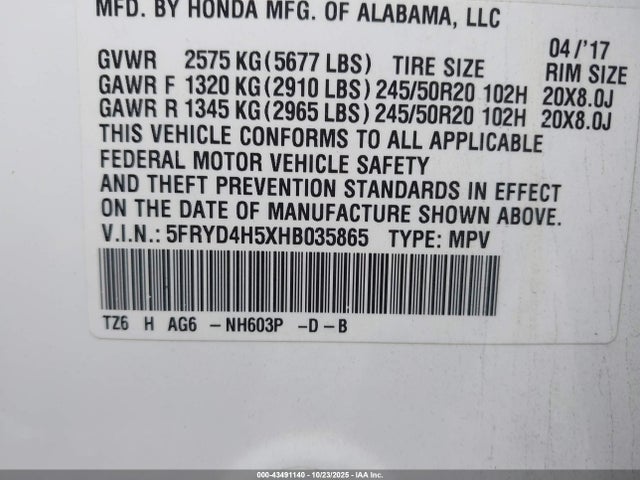 MFD. BY HONDA MFG. OF ALABAMA, LLC
04/'17
GVWR 2575 KG (5677 LBS) TIRE SIZE RIM SIZE
GAWR F 1320 KG (2910 LBS) 245/50R20 102H 20X8.0J
GAWR R 1345 KG (2965 LBS) 245/50R20 102H 20X8.0J
THIS VEHICLE CONFORMS TO ALL APPLICABLE
FEDERAL MOTOR VEHICLE SAFETY
AND THEFT PREVENTION STANDARDS IN EFFECT
ON THE DATE OF MANUFACTURE SHOWN ABOVE.
V.I.N.: 5FRYD4H5XHB035865 TYPE: MPV
TZ6 H AG6 - NH603P - D - B
000-43491140 - 10/23/2025 - IAA Inc.